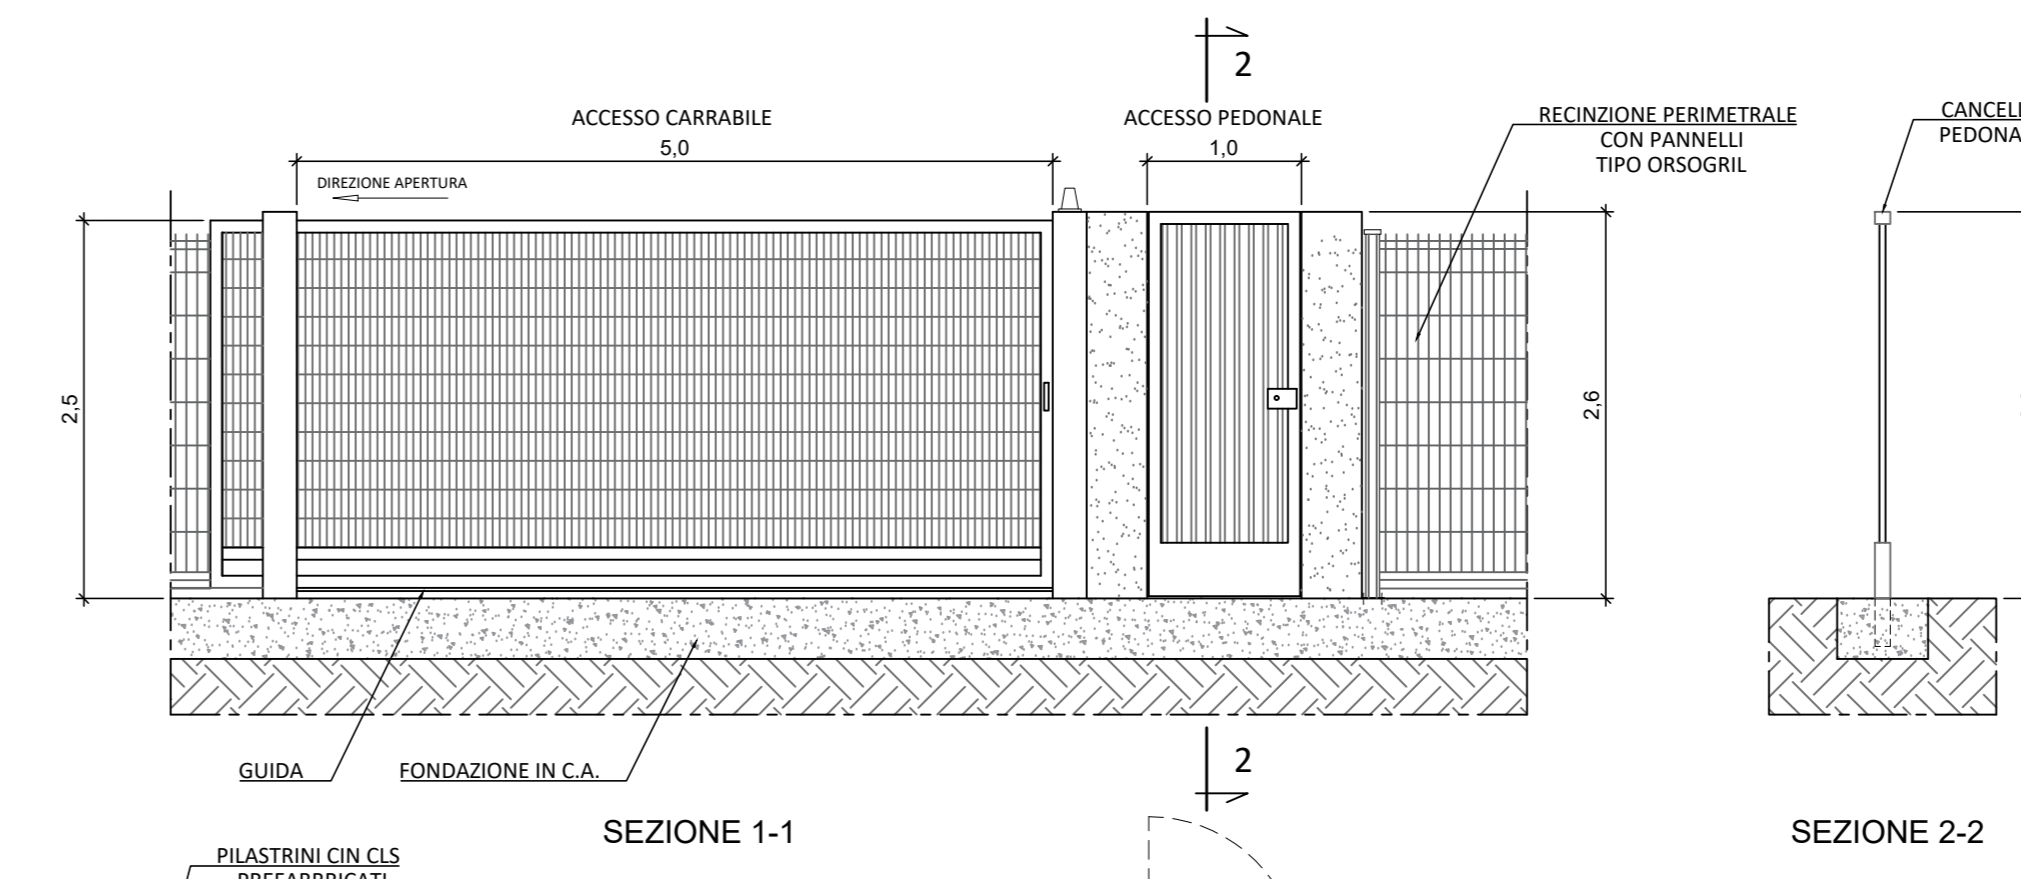 2
ACCESSO CARRABILE
5,0
DIREZIONE APERTURA
ACCESSO PEDONALE
1,0
RECINZIONE PERIMETRALE
CON PANNELLI
TIPO ORSOGRIL
2,5
2,6
GUIDA
FONDAZIONE IN C.A.
2
SEZIONE 1-1
SEZIONE 2-2
PILASTRINI CIN CLS